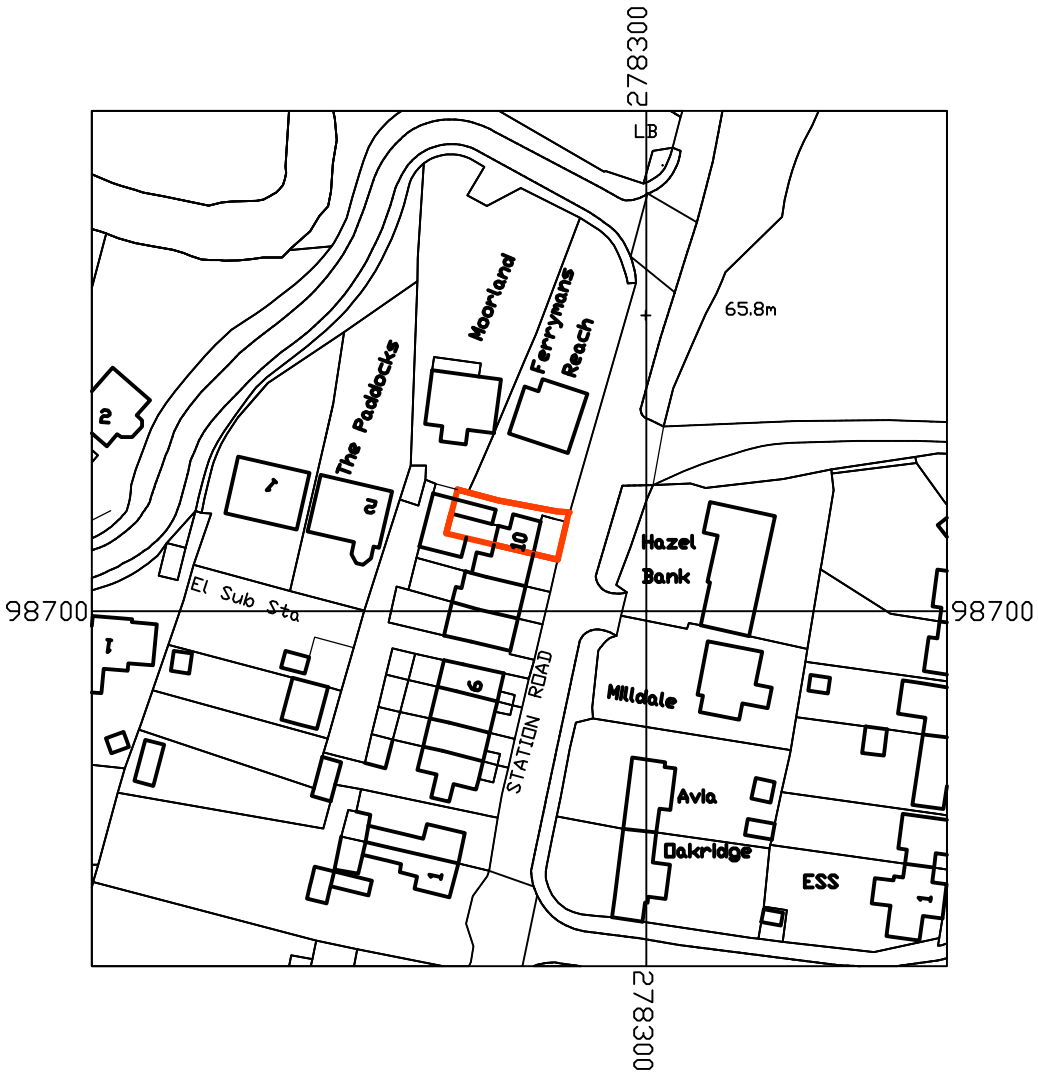 278300
LB
65.8m
Moorland
Ferrymans
Reach
The Paddocks
2
1
2
10
Hazel
Bank
El Sub Sta
98700
98700
1
6
Milldale
STATION ROAD
Avia
Oakridge
ESS
1
1
278300